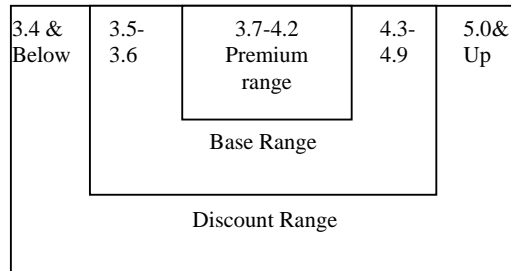 3.4 &
Below
3.5-
3.6
3.7-4.2
Premium
range
4.3-
4.9
5.0&
Up
Base Range
Discount Range